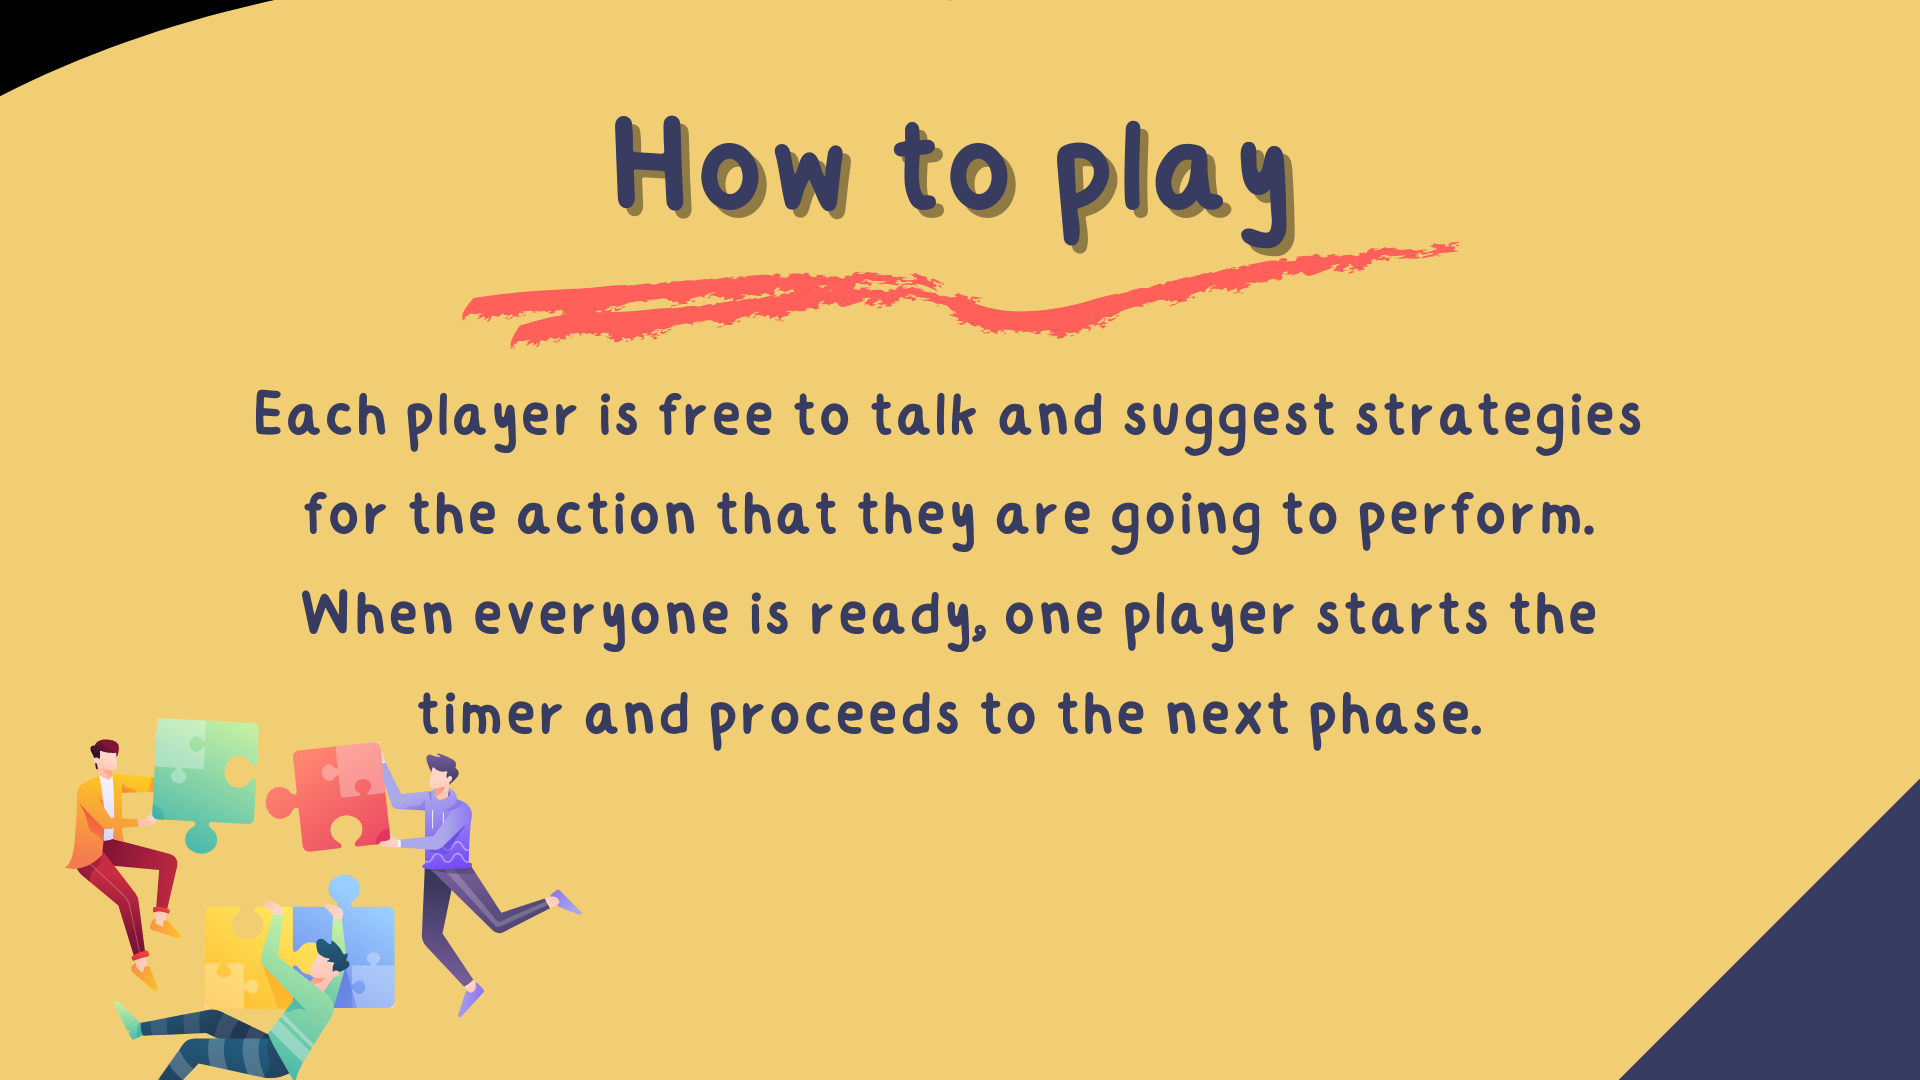 How to play
Each player is free to talk and suggest strategies
for the action that they are going to perform.
When everyone is ready, one player starts the
timer and proceeds to the next phase.